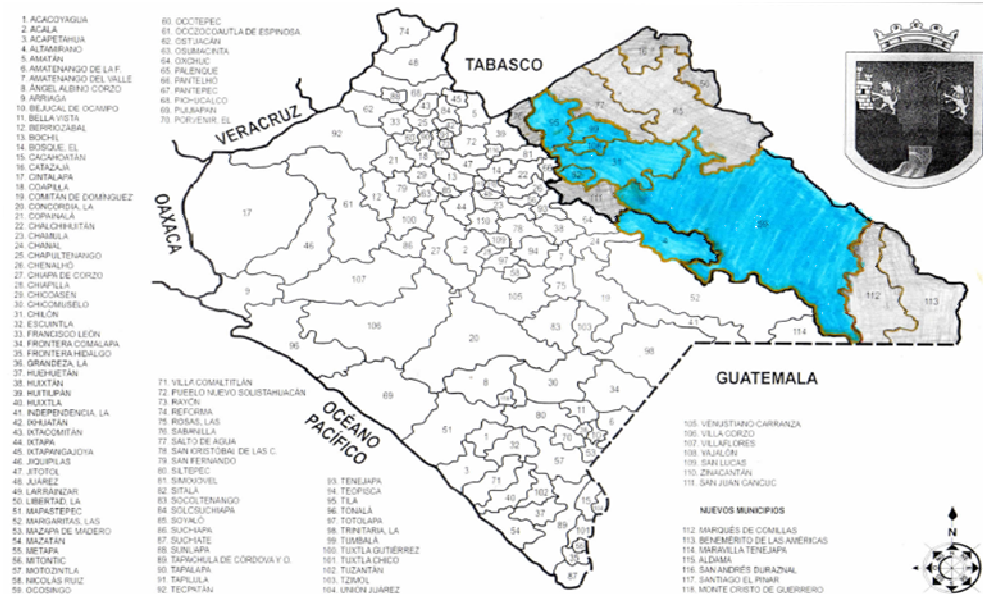 1. ACACOYAGUA
2. ACALA
3. ACAPETAHUA
4. ALTAMIRANO
5. AMATÁN
6. AMATENANGO DE LA F.
7. AMATENANGO DEL VALLE
8. ANGEL ALBINO CORZO
9. ARRIAGA
10. BEJUCAL DE OCAMPO
11. BELLA VISTA
12. BERRIOZABAL
13. BOCHIL
14. BOSQUE, EL
15. CACAHOATÁN
16. CATAZAJA
17. CINTALAPA
18. COAPILLA
19. COMITÁN DE DOMINGUEZ
20. CONCORDIA, LA
21. COPAINALÁ
22. CHALCHIHUITÁN
23. CHAMULA
24. CHANAL
25. CHAPULTENANGO
26. CHENALHÓ
27. CHIAPA DE CORZO
28. CHIAPILLA
29. CHICOASÉN
30. CHICOMUSELO
31. CHILÓN
32. ESCUINTLA
33. FRANCISCO LEÓN
34. FRONTERA COMALAPA
35. FRONTERA HIDALGO
36. GRANDEZA, LA
37. HUEHUETÁN
38. HUIXTÁN
39. HUITIUPAN
40. HUIXTLA
41. INDEPENDENCIA, LA
42. IXHUATÁN
43. IXTACOMITÁN
44. IXTAPA
45. IXTAPANGAJOYA
46. JIQUIPILAS
47. JITOTOL
48. JUÁREZ
49. LARRÁINZAR
50. LIBERTAD, LA
51. MAPASTEPEC
52. MARGARITAS, LAS
53. MAZAPA DE MADERO
54. MAZATÁN
55. METAPA
56. MITONTIC
57. MOTOZINTLA
58. NICOLÁS RUIZ
59. OCOSINGO
60. OCOTEPEC
61. OCOZOCOAUTLA DE ESPINOSA
62. OSTUACÁN
63. OSUMACINTA
64. OXCHUC
65. PALENQUE
66. PANTELHÓ
67. PANTEPEC
68. PICHUCALCO
69. PIJIJIAPAN
70. PORVENIR, EL
TABASCO
VERACRUZ
OAXACA
OCÉANO
PACÍFICO
GUATEMALA
71. VILLA COMALTITLÁN
72. PUEBLO NUEVO SOLISTAHUACÁN
73. RAYÓN
74. REFORMA
75. ROSAS, LAS
76. SABANILLA
77. SALTO DE AGUA
78. SAN KRISTÓBAL DE LAS C.
79. SAN FERNANDO
80. SILTEPEC
81. SIMOJOVEL
82. SITALÁ
83. SOCOLTENANGO
84. SOLOSUCHIAPA
85. SOYALÓ
86. SUCHIAPA
87. SUCHIATE
88. SUNUAPA
89. TAPACHULA DE CÓRDOVA Y O.
90. TAPALAPA
91. TAPILULA
92. TECPATÁN
93. TENEJAPA
94. TEOPISCA
95. TILA
96. TONALÁ
97. TOTOLAPA
98. TRINITARIA, LA
99. TUMBALÁ
100. TUXTLA GUTIÉRREZ
101. TUXTLA CHICO
102. TUZANTÁN
103. TZIMOL
104. UNIÓN JUÁREZ
105. VENUSTIANO CARRANZA
106. VILLA CORZO
107. VILLAFLORES
108. YAJALÓN
109. SAN LUCAS
110. ZINACANTÁN
111. SAN JUAN CANCUC
NUEVOS MUNICIPIOS
112. MARQUÉS DE COMILLAS
113. BENEMÉRITO DE LAS AMÉRICAS
114. MARAVILLA TENEJAPA
115. ALDAMA
116. SAN ANDRÉS DURAZNAL
117. SANTIAGO EL PINAR
118. MONTE CRISTO DE GUERRERO
N